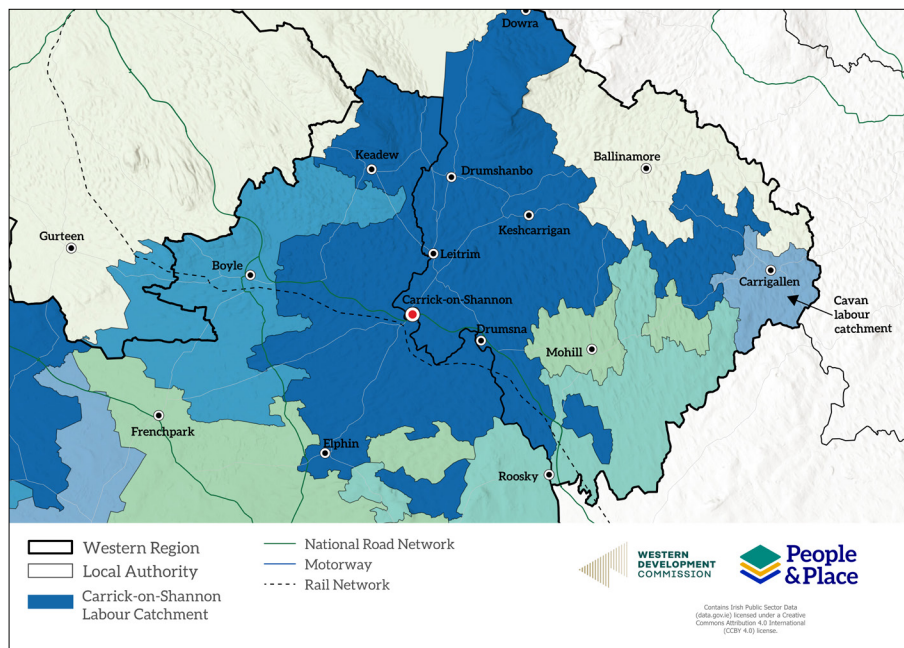 Dowra
Keadew
Drumshanbo
Ballinamore
Keshcarrigan
Gurteen
Leitrim
Boyle
Carrigallen
Carrick-on-Shannon
Cavan
labour
catchment
Drumsna
Mohill
Frenchpark
Elphin
Roosky
Western Region
Local Authority
Carrick-on-Shannon
Labour Catchment
National Road Network
Motorway
Rail Network
WESTERN
DEVELOPMENT
COMMISSION
People
&Place
Contains Irish Public Sector Data
(data.gov.ie) licensed under a Creative
Commons Attribution 4.0 International
(CCBY 4.0) license.